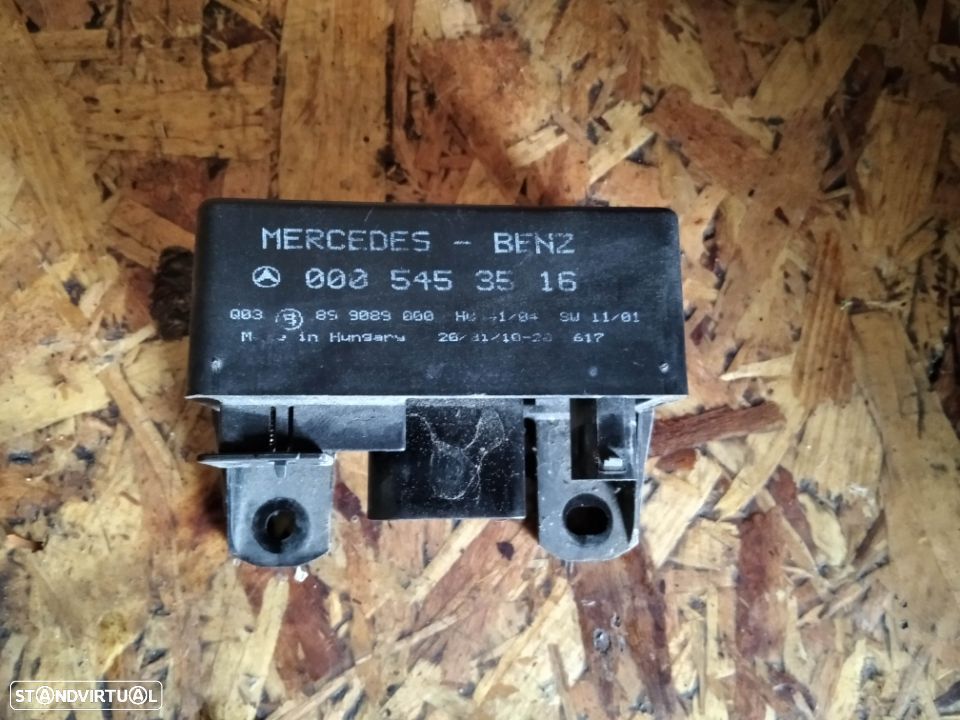 MERCEDES - BENZ
000 545 35 16
Q03 89 9089 000 SW 11/01
in Hungary 617
STANDVIRTUAL